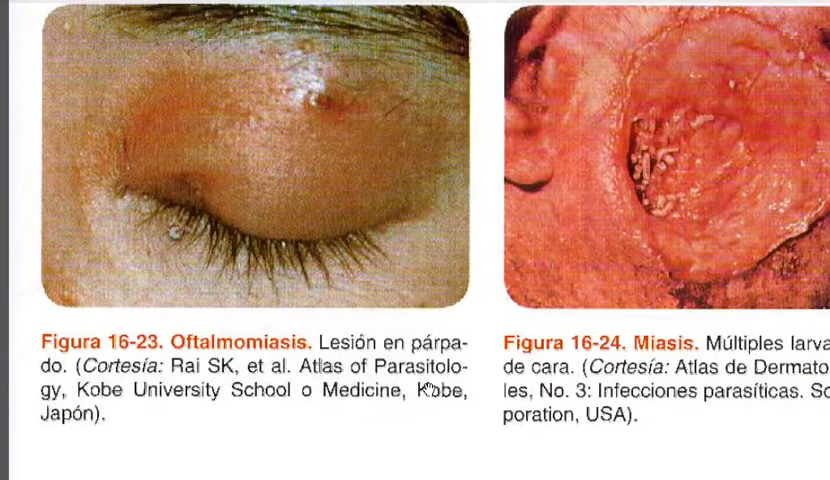 Figura 16-23. Oftalmomiasis. Lesión en párpa-
do. (Cortesía: Rai SK, et al. Atlas of Parasitolo-
gy, Kobe University School o Medicine, Kobe,
Japón).
Figura 16-24. Miasis. Múltiples larva
de cara. (Cortesía: Atlas de Dermato
les, No. 3: Infecciones parasíticas. Sc
poration, USA).